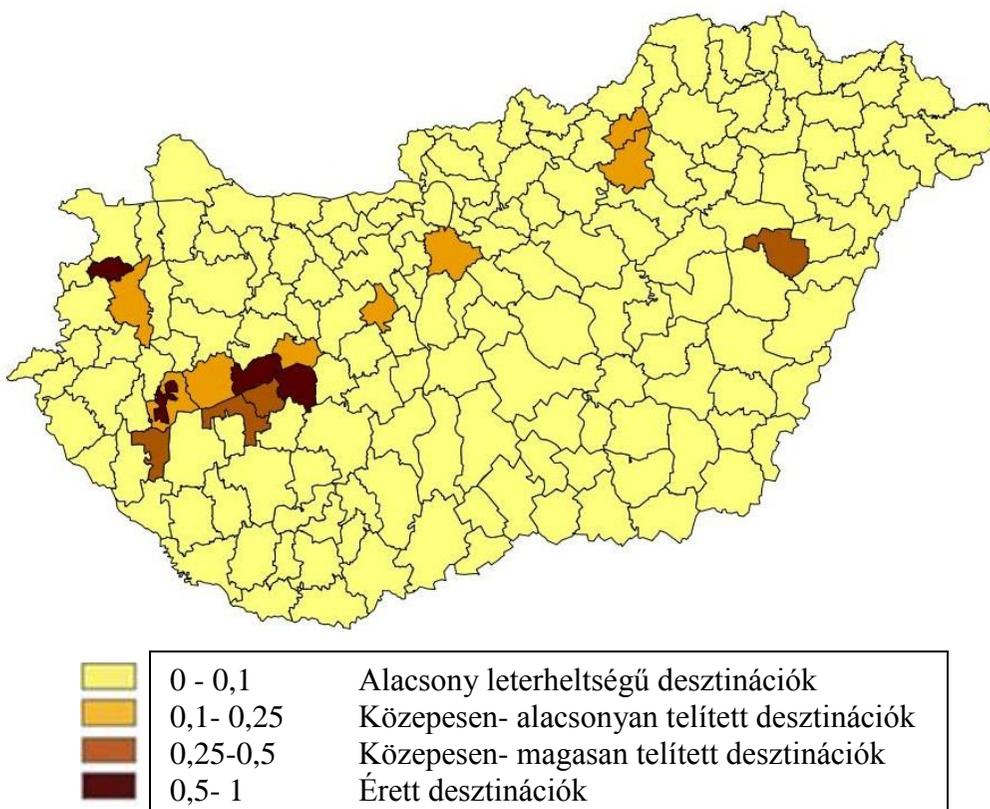 0 - 0,1 Alacsony leterheltségű desztinációk
0,1- 0,25 Közepesen- alacsonyan telített desztinációk
0,25-0,5 Közepesen- magasan telített desztinációk
0,5- 1 Érett desztinációk